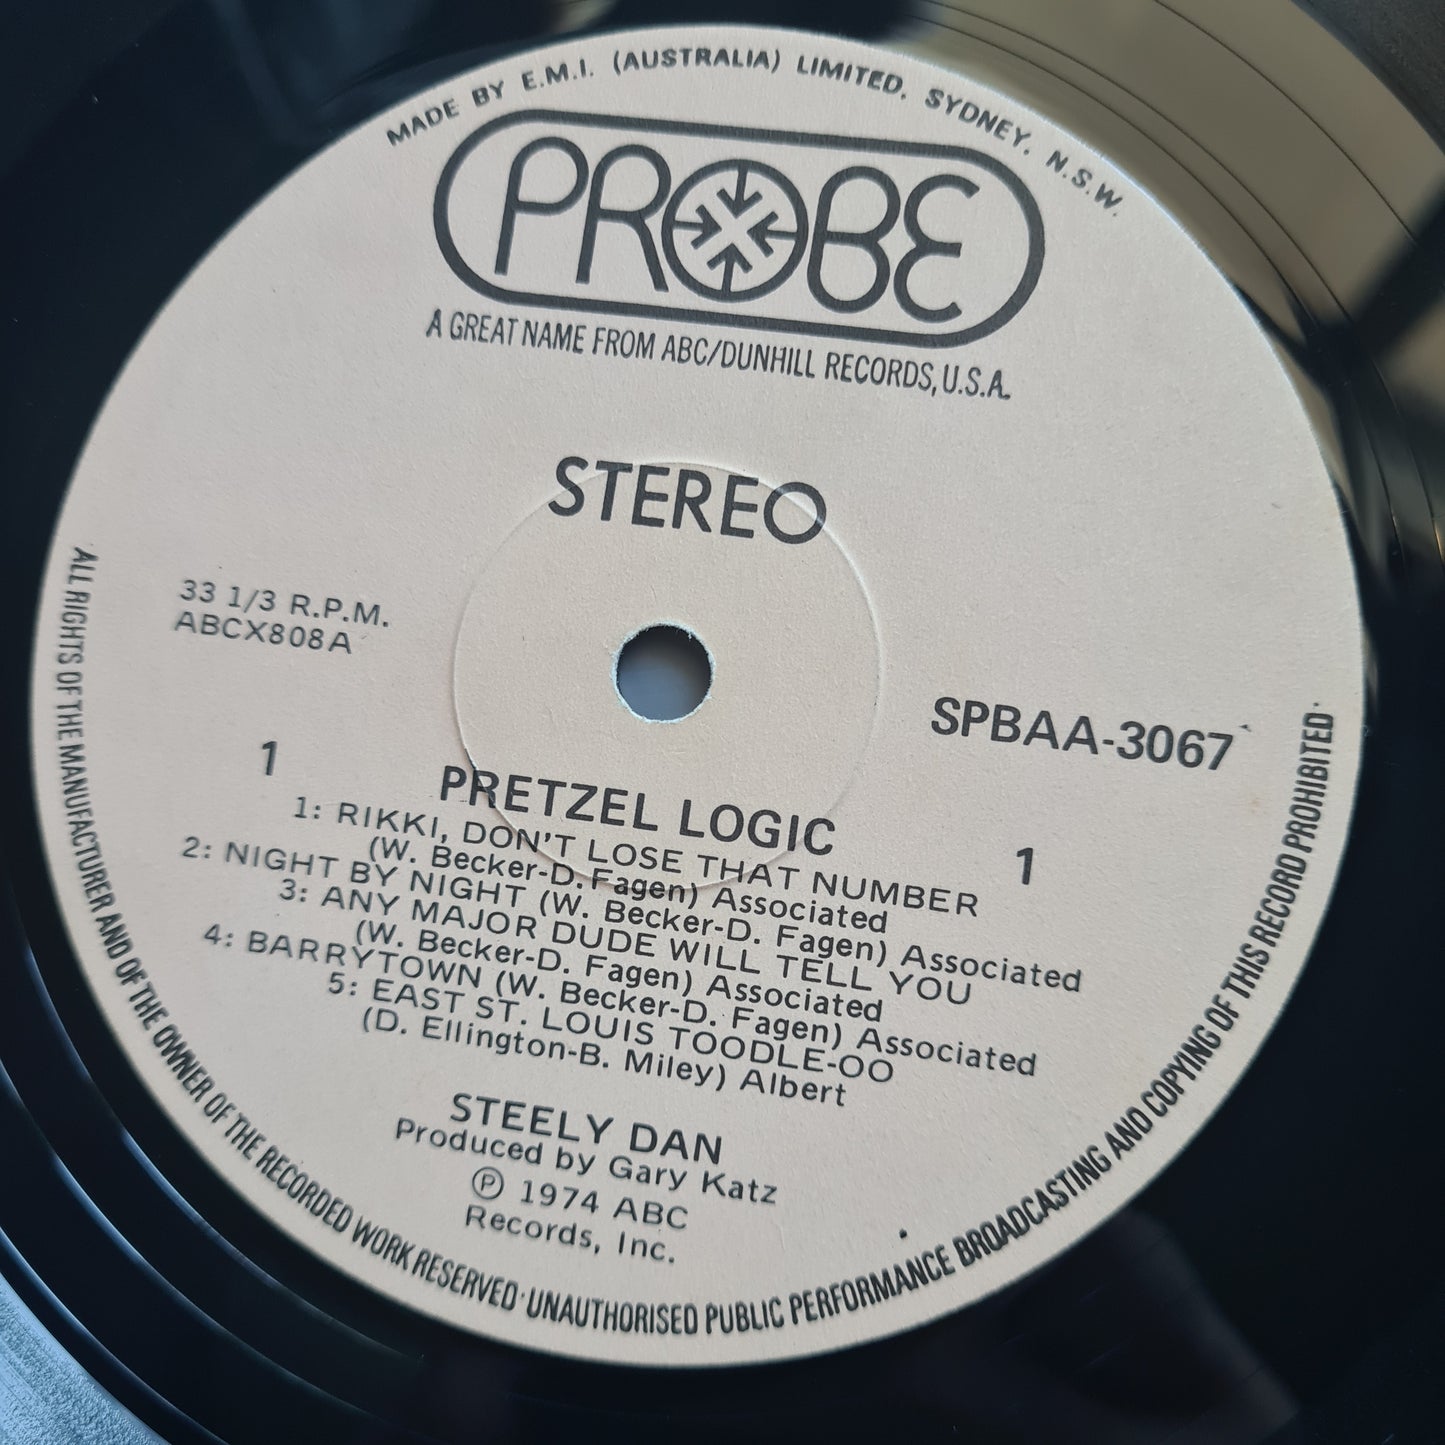 MADE BY E.M.I. (AUSTRALIA) LIMITED. SYDNEY. N.S.W.
PROBE
A GREAT NAME FROM ABC/DUNHILL RECORDS, U.S.A.
STEREO
33 1/3 R.P.M.
ABCX808A
SPBAA-3067
1
PRETZEL LOGIC
1
1: RIKKI, DON'T LOSE THAT NUMBER
(W. Becker-D. Fagen) Associated
2: NIGHT BY NIGHT (W. Becker-D. Fagen) Associated
3: ANY MAJOR DUDE WILL TELL YOU
(W. Becker-D. Fagen) Associated
4: BARRYTOWN (W. Becker-D. Fagen) Associated
5: EAST ST. LOUIS TOODLE-OO
(D. Ellington-B. Miley) Albert
STEELY DAN
Produced by Gary Katz
℗ 1974 ABC
Records, Inc.
ALL RIGHTS OF THE MANUFACTURER AND OF THE OWNER OF THE RECORDED WORK RESERVED · UNAUTHORISED PUBLIC PERFORMANCE BROADCASTING AND COPYING OF THIS RECORD PROHIBITED ·